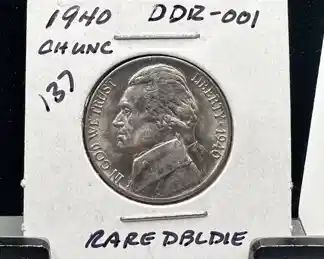 1940 DDR-001
CH UNC
137
IN GOD WE TRUST
LIBERTY 1940
RARE DBLDIE